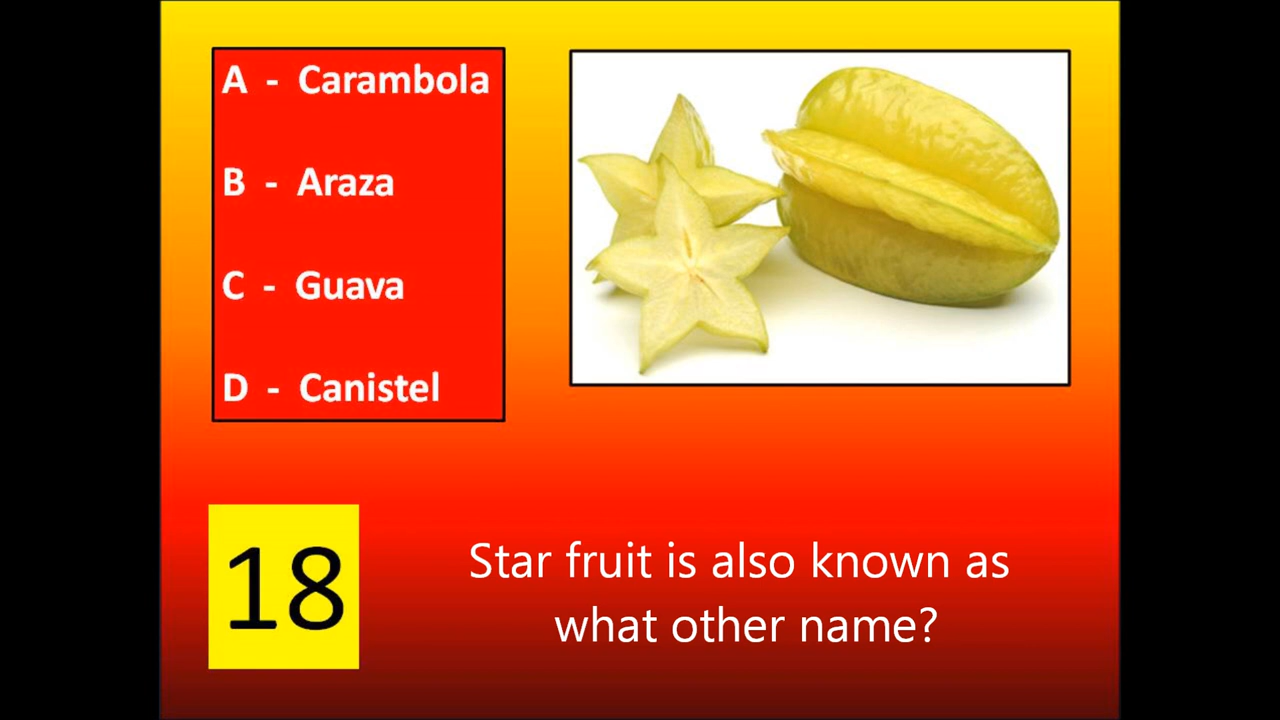 A - Carambola
B - Araza
C - Guava
D - Canistel
18
Star fruit is also known as
what other name?